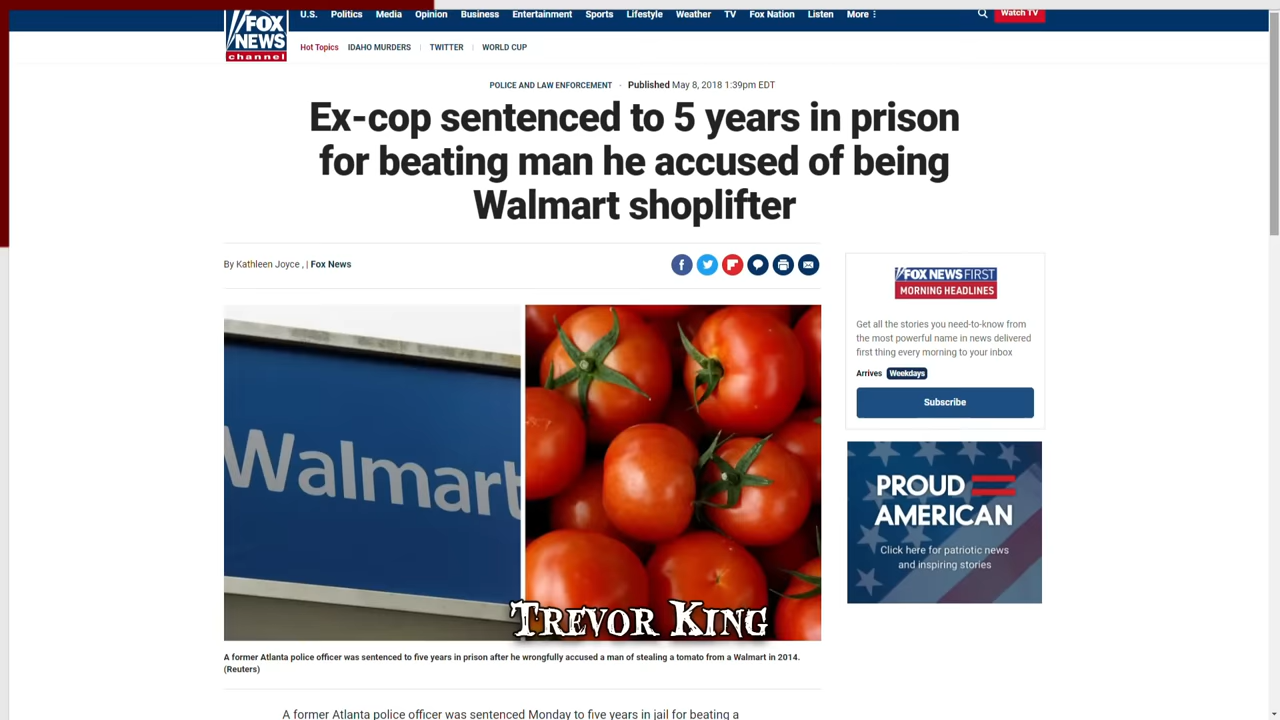 FOX
NEWS
channel
U.S. Politics Media Opinion Business Entertainment Sports Lifestyle Weather TV Fox Nation Listen More
Watch TV
Hot Topics IDAHO MURDERS TWITTER WORLD CUP
POLICE AND LAW ENFORCEMENT · Published May 8, 2018 1:39pm EDT
Ex-cop sentenced to 5 years in prison
for beating man he accused of being
Walmart shoplifter
By Kathleen Joyce , | Fox News
Walmart
TREVOR KING
A former Atlanta police officer was sentenced to five years in prison after he wrongfully accused a man of stealing a tomato from a Walmart in 2014.
(Reuters)
A former Atlanta police officer was sentenced Monday to five years in jail for beating a
FOX NEWS FIRST
MORNING HEADLINES
Get all the stories you need-to-know from
the most powerful name in news delivered
first thing every morning to your inbox
Arrives Weekdays
Subscribe
PROUD
AMERICAN
Click here for patriotic news
and inspiring stories